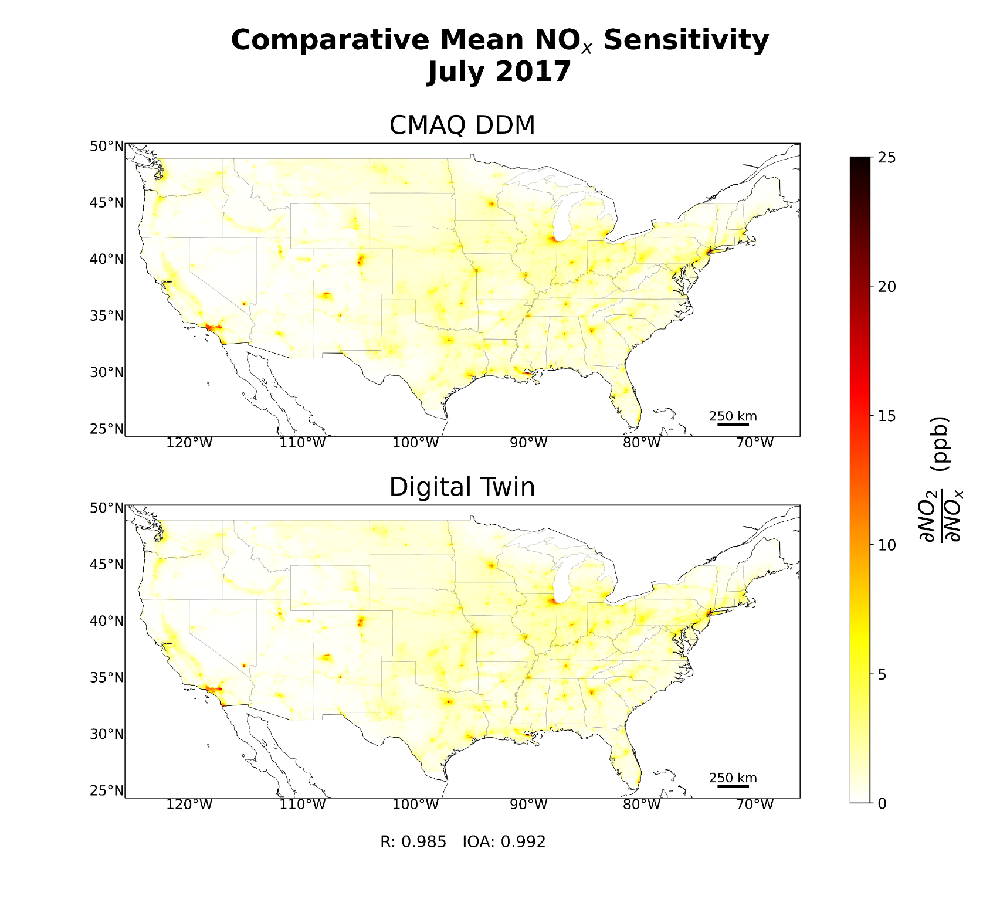 Comparative Mean NOₓ Sensitivity
July 2017
CMAQ DDM
50°N
45°N
40°N
35°N
30°N
25°N
250 km
120°W 110°W 100°W 90°W 80°W 70°W
Digital Twin
50°N
45°N
40°N
35°N
30°N
25°N
250 km
120°W 110°W 100°W 90°W 80°W 70°W
R: 0.985 IOA: 0.992
25
20
15
10
5
0
∂NO₂/∂NOₓ (ppb)